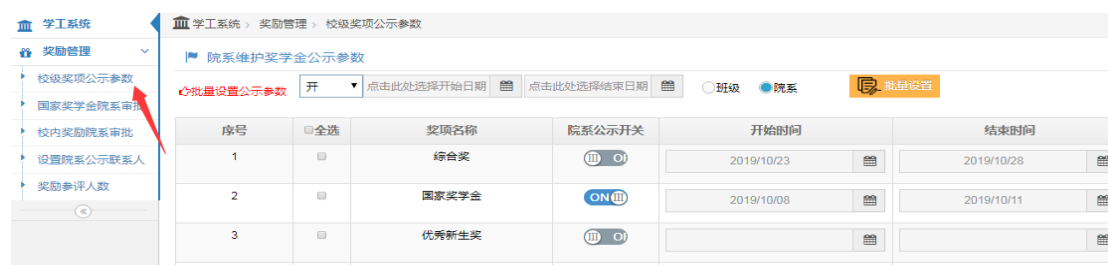 学工系统
学工系统 > 奖励管理 > 校级奖项公示参数
奖励管理
院系维护奖学金公示参数
校级奖项公示参数
批量设置公示参数 开 点击此处选择开始日期 点击此处选择结束日期 班级 院系 批量设置
国家奖学金院系审批
校内奖励院系审批
设置院系公示联系人
奖励参评人数
序号 全选 奖项名称 院系公示开关 开始时间 结束时间
1 综合奖 OF 2019/10/23 2019/10/28
2 国家奖学金 ON 2019/10/08 2019/10/11
3 优秀新生奖 OF